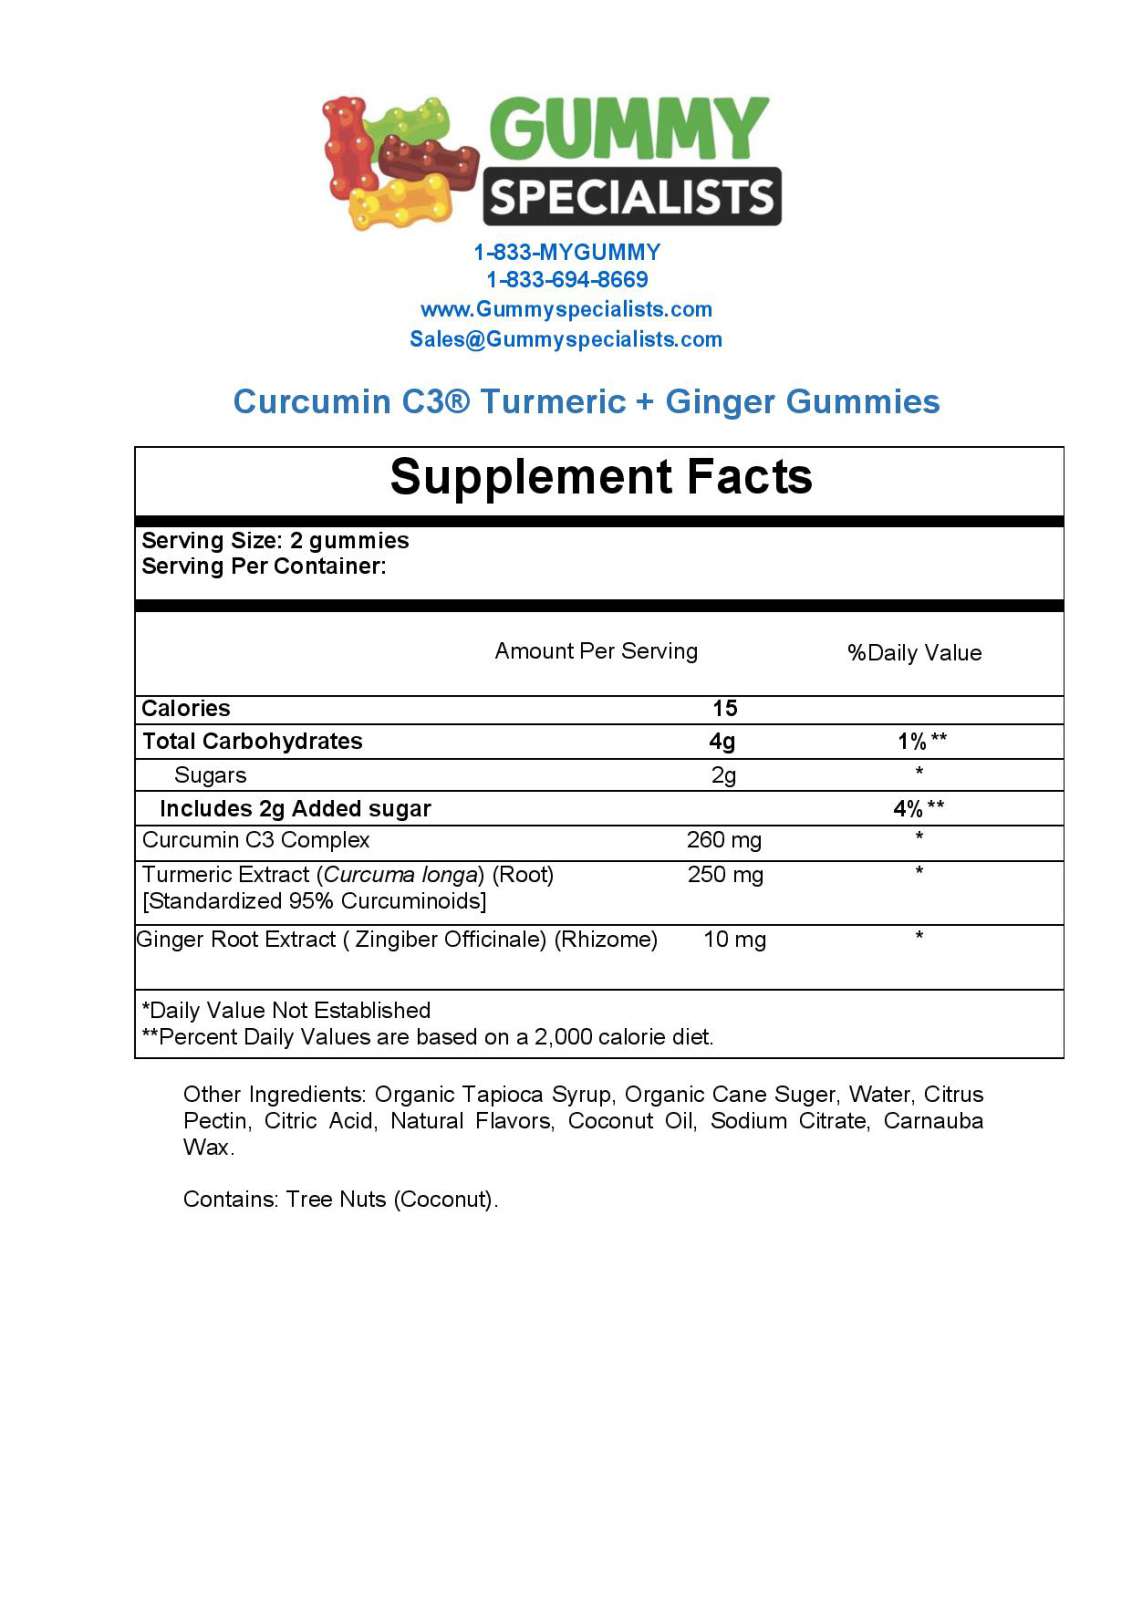 GUMMY
SPECIALISTS
1-833-MYGUMMY
1-833-694-8669
www.Gummyspecialists.com
Sales@Gummyspecialists.com
Curcumin C3® Turmeric + Ginger Gummies
Supplement Facts
Serving Size: 2 gummies
Serving Per Container:
Amount Per Serving %Daily Value
Calories 15
Total Carbohydrates 4g 1%**
Sugars 2g *
Includes 2g Added sugar 4%**
Curcumin C3 Complex 260 mg *
Turmeric Extract (Curcuma longa) (Root) 250 mg *
[Standardized 95% Curcuminoids]
Ginger Root Extract ( Zingiber Officinale) (Rhizome) 10 mg *
*Daily Value Not Established
**Percent Daily Values are based on a 2,000 calorie diet.
Other Ingredients: Organic Tapioca Syrup, Organic Cane Suger, Water, Citrus
Pectin, Citric Acid, Natural Flavors, Coconut Oil, Sodium Citrate, Carnauba
Wax.
Contains: Tree Nuts (Coconut).